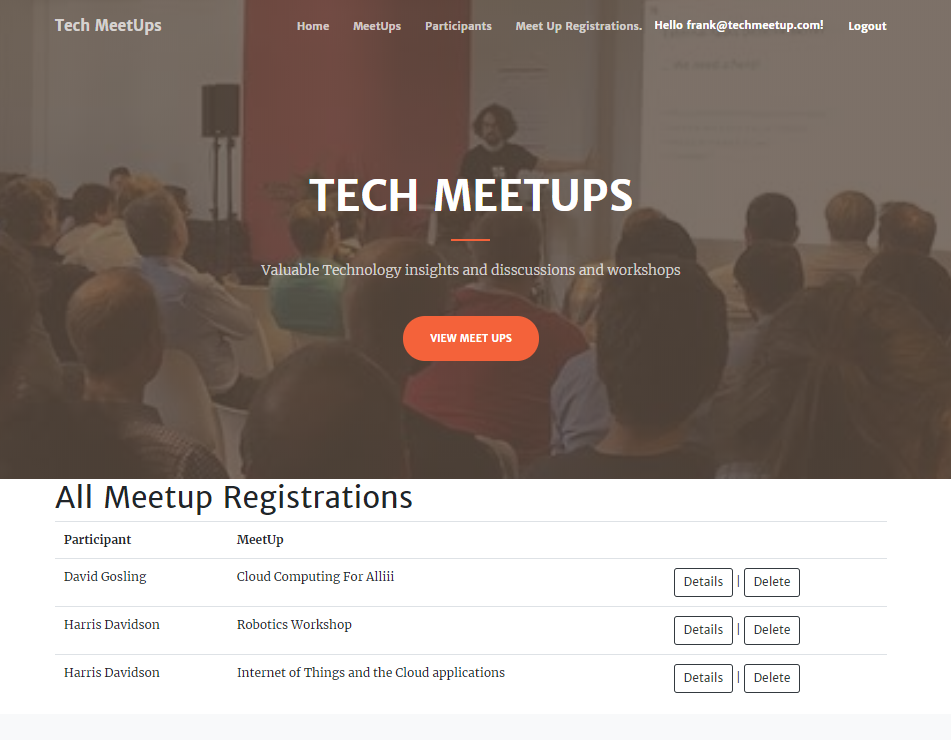 Tech MeetUps Home MeetUps Participants Meet Up Registrations. Hello frank@techmeetup.com! Logout
TECH MEETUPS
Valuable Technology insights and disscussions and workshops
VIEW MEET UPS
All Meetup Registrations
Participant MeetUp
David Gosling Cloud Computing For Alliii Details | Delete
Harris Davidson Robotics Workshop Details | Delete
Harris Davidson Internet of Things and the Cloud applications Details | Delete